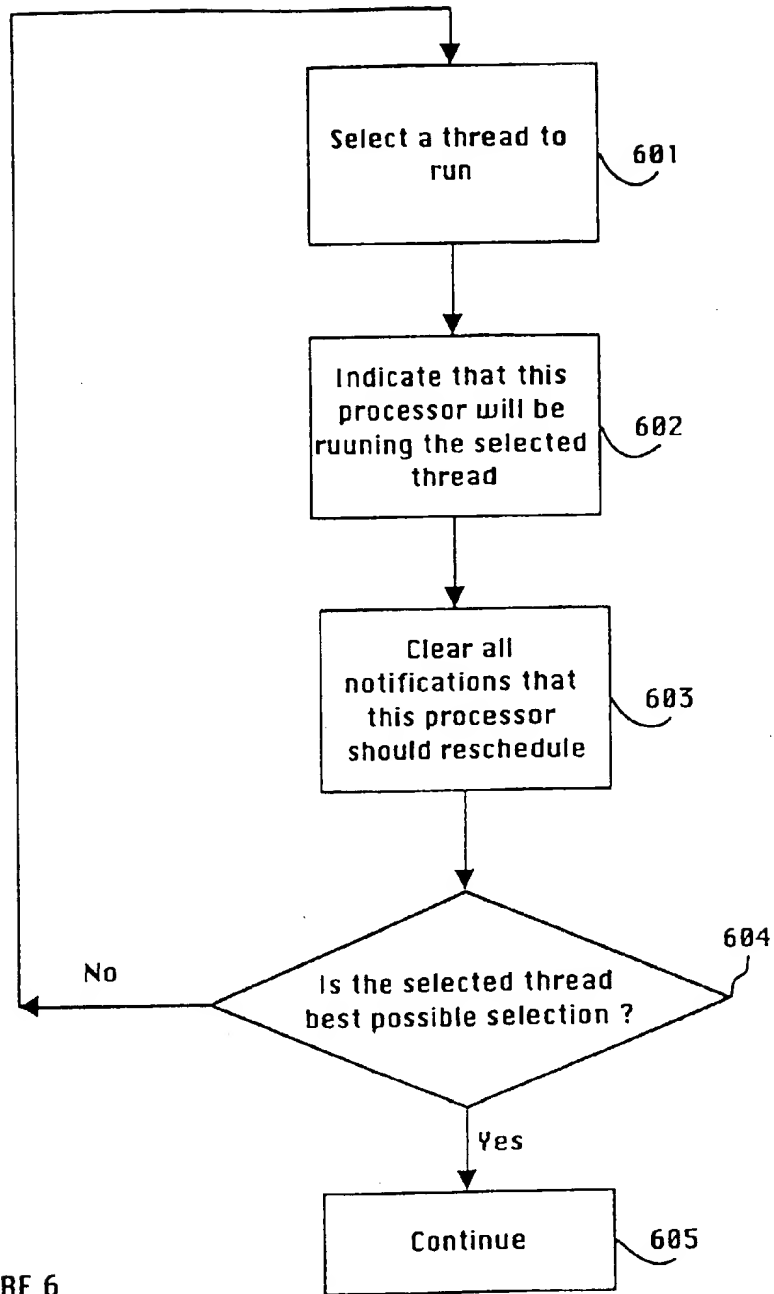 Select a thread to
run
601
Indicate that this
processor will be
ruuning the selected
thread
602
Clear all
notifications that
this processor
should reschedule
603
604
No
Is the selected thread
best possible selection ?
Yes
Continue
605
RE 6